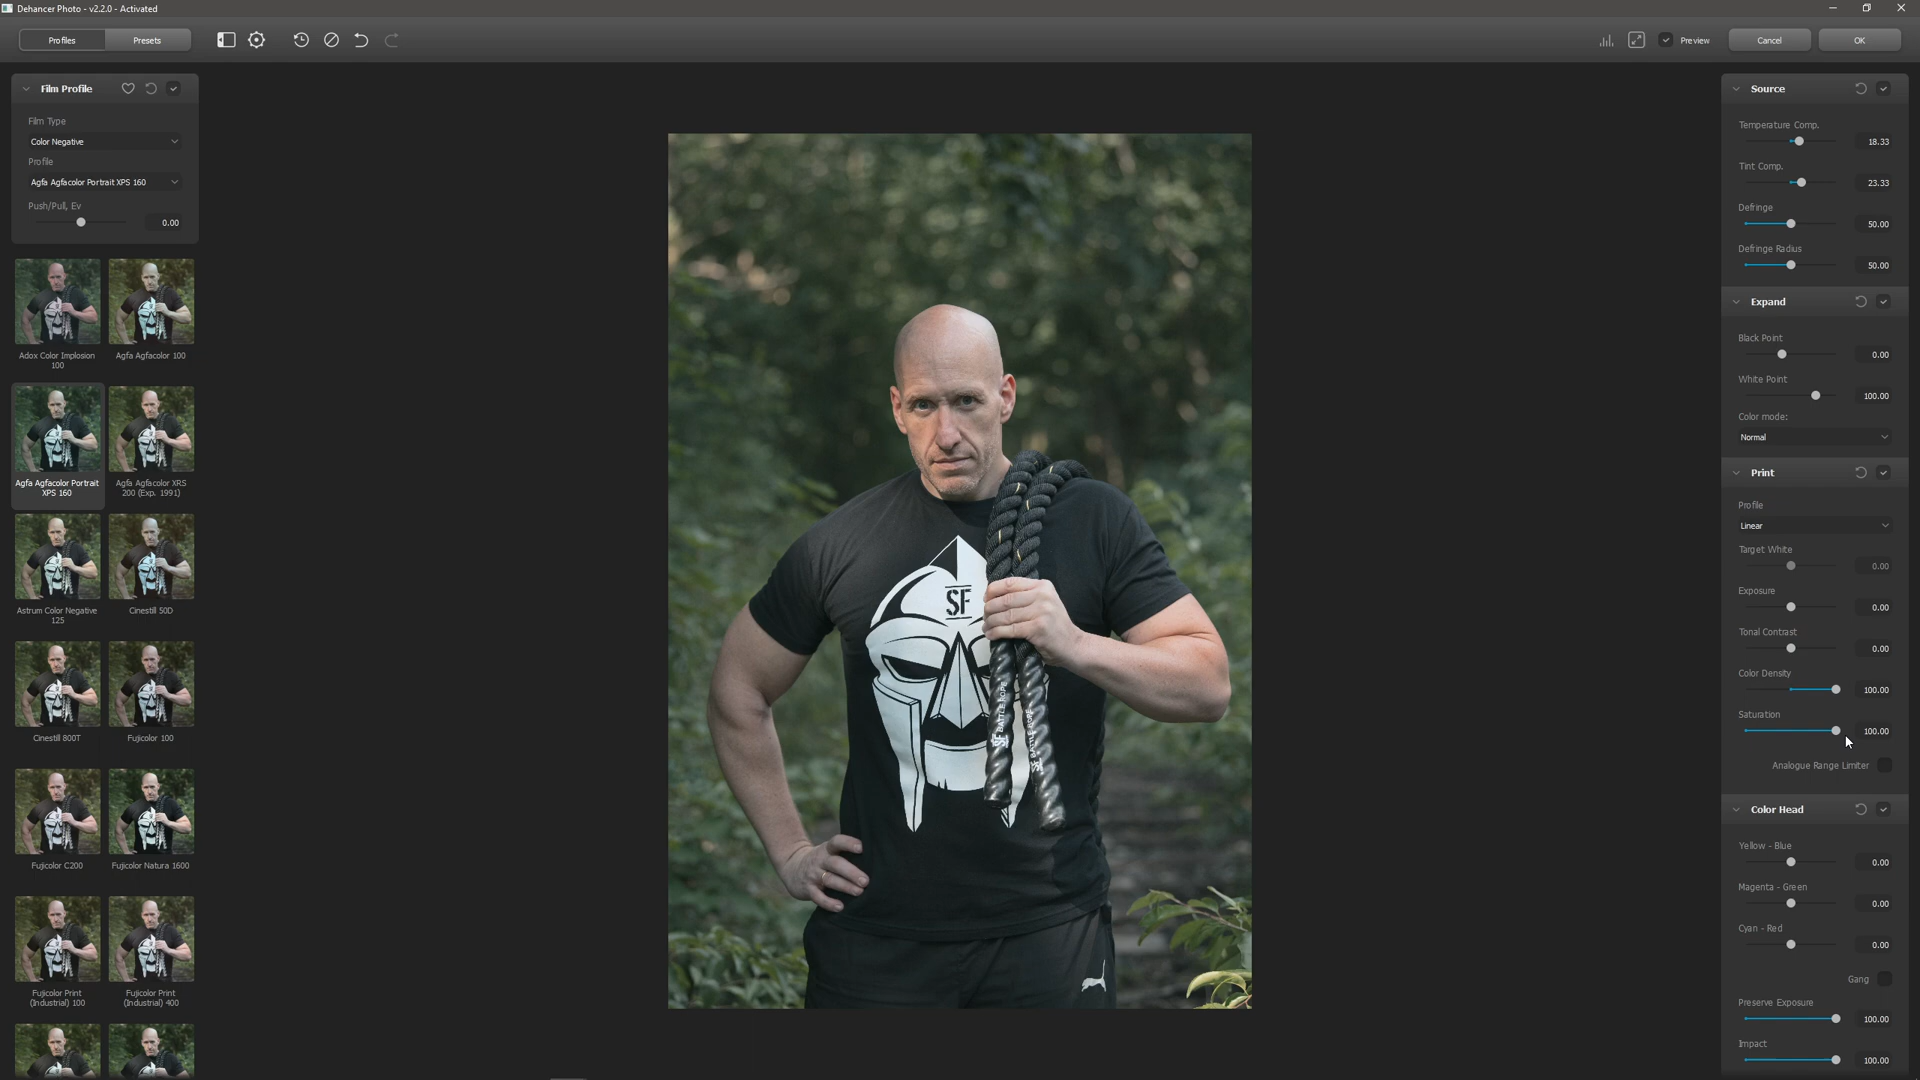 Dehancer Photo - v2.2.0 - Activated
Profiles
Presets
Preview
Cancel
OK
Film Profile
Film Type
Color Negative
Profile
Agfa Agfacolor Portrait XPS 160
Push/Pull, Ev
0.00
Adox Color Implosion
100
Agfa Agfacolor 100
Agfa Agfacolor Portrait
XPS 160
Agfa Agfacolor XRS
200 (Exp. 1991)
Astrum Color Negative
125
Cinestill 50D
Cinestill 800T
Fujicolor 100
Fujicolor C200
Fujicolor Natura 1600
Fujicolor Print
(Industrial) 100
Fujicolor Print
(Industrial) 400
SF
SF BATTLE ROPE
SF BATTLE ROPE
Source
Temperature Comp.
18.33
Tint Comp.
23.33
Defringe
50.00
Defringe Radius
50.00
Expand
Black Point
0.00
White Point
100.00
Color mode:
Normal
Print
Profile
Linear
Target White
0.00
Exposure
0.00
Tonal Contrast
0.00
Color Density
100.00
Saturation
100.00
Analogue Range Limiter
Color Head
Yellow - Blue
0.00
Magenta - Green
0.00
Cyan - Red
0.00
Gang
Preserve Exposure
100.00
Impact
100.00